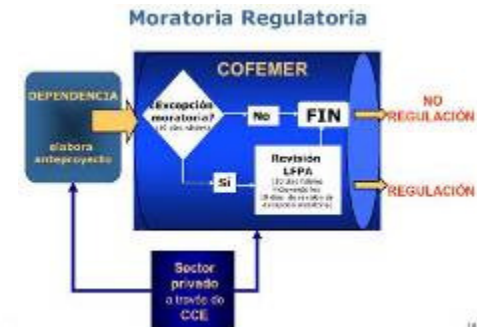 Moratoria Regulatoria
COFEMER
DEPENDENCIA
elabora
anteproyecto
¿Excepción
moratoria?
No
FIN
NO
REGULACIÓN
Sí
Revisión
LFPA
REGULACIÓN
Sector
privado
a través de
CCE